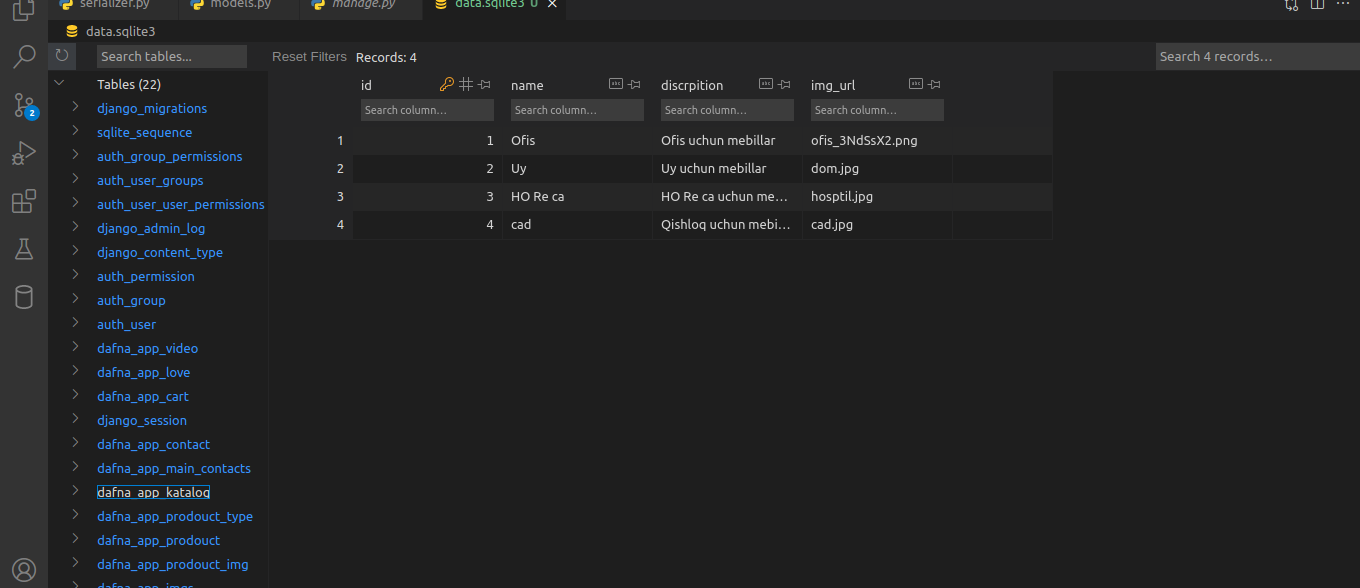 serializer.py models.py manage.py data.sqlite3 U
data.sqlite3
Search tables... Reset Filters Records: 4 Search 4 records...
Tables (22) id name discrpition img_url
Search column... Search column... Search column... Search column...
django_migrations
sqlite_sequence
auth_group_permissions
auth_user_groups
auth_user_user_permissions
django_admin_log
django_content_type
auth_permission
auth_group
auth_user
dafna_app_video
dafna_app_love
dafna_app_cart
django_session
dafna_app_contact
dafna_app_main_contacts
dafna_app_katalog
dafna_app_prodouct_type
dafna_app_prodouct
dafna_app_prodouct_img
dafna_app_imgs
1 1 Ofis Ofis uchun mebillar ofis_3NdSsX2.png
2 2 Uy Uy uchun mebillar dom.jpg
3 3 HO Re ca HO Re ca uchun me... hosptil.jpg
4 4 cad Qishloq uchun mebi... cad.jpg
2